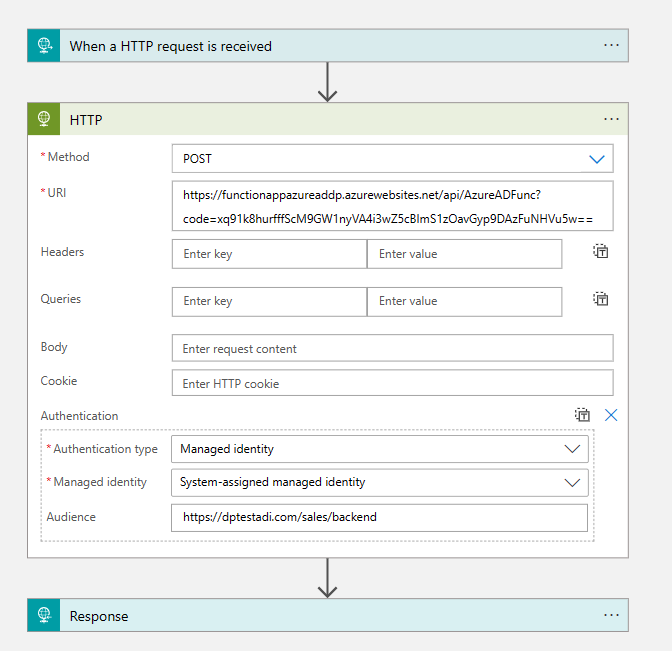 When a HTTP request is received
...
HTTP
...
* Method
POST
* URI
https://functionappazureaddp.azurewebsites.net/api/AzureADFunc?
code=xq91k8hurfffScM9GW1nyVA4i3wZ5cBImS1zOavGyp9DAzFuNHVu5w==
Headers
Enter key
Enter value
Queries
Enter key
Enter value
Body
Enter request content
Cookie
Enter HTTP cookie
Authentication
* Authentication type
Managed identity
* Managed identity
System-assigned managed identity
Audience
https://dptestadi.com/sales/backend
Response
...